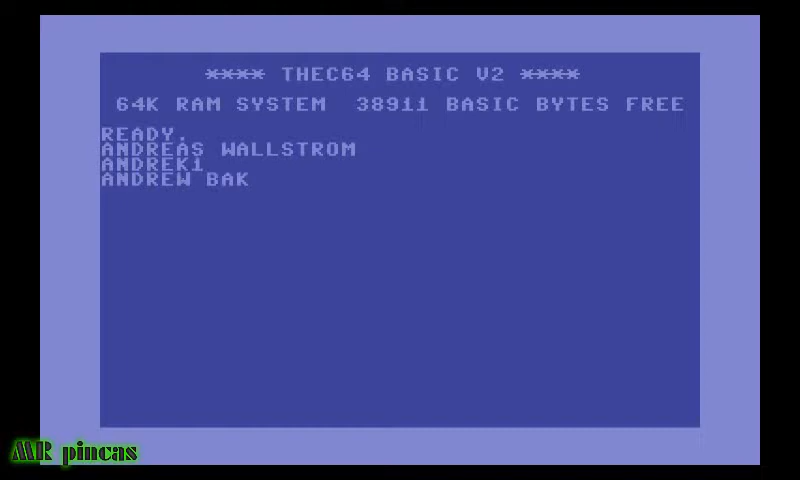 **** THEC64 BASIC V2 ****
64K RAM SYSTEM 38911 BASIC BYTES FREE
READY.
ANDREAS WALLSTROM
ANDREK1
ANDREW BAK
MR pincas